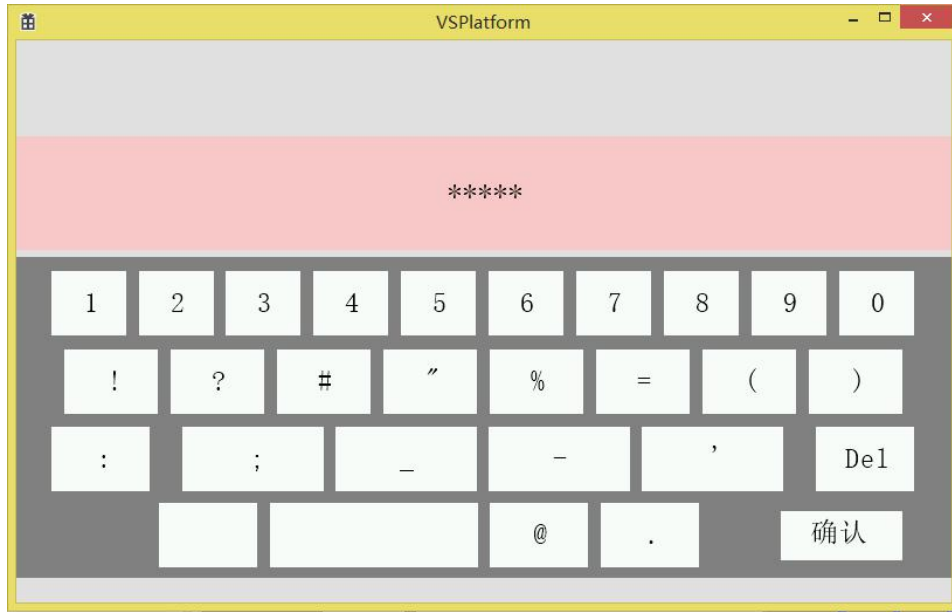 VSPlatform
*****
1 2 3 4 5 6 7 8 9 0
! ? # " % = ( )
: ; _ - ' Del
@ . 确认